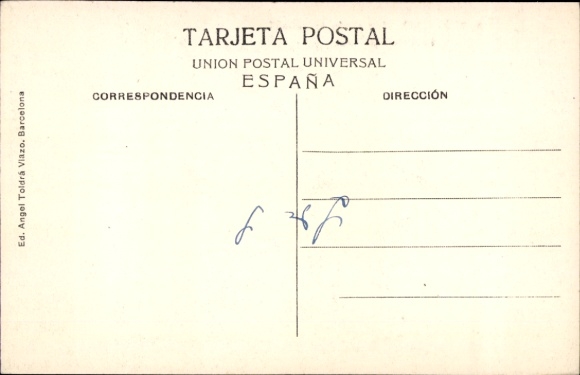 TARJETA POSTAL
UNION POSTAL UNIVERSAL
ESPAÑA
CORRESPONDENCIA
DIRECCIÓN
Ed. Angel Toldrá Viazo. Barcelona